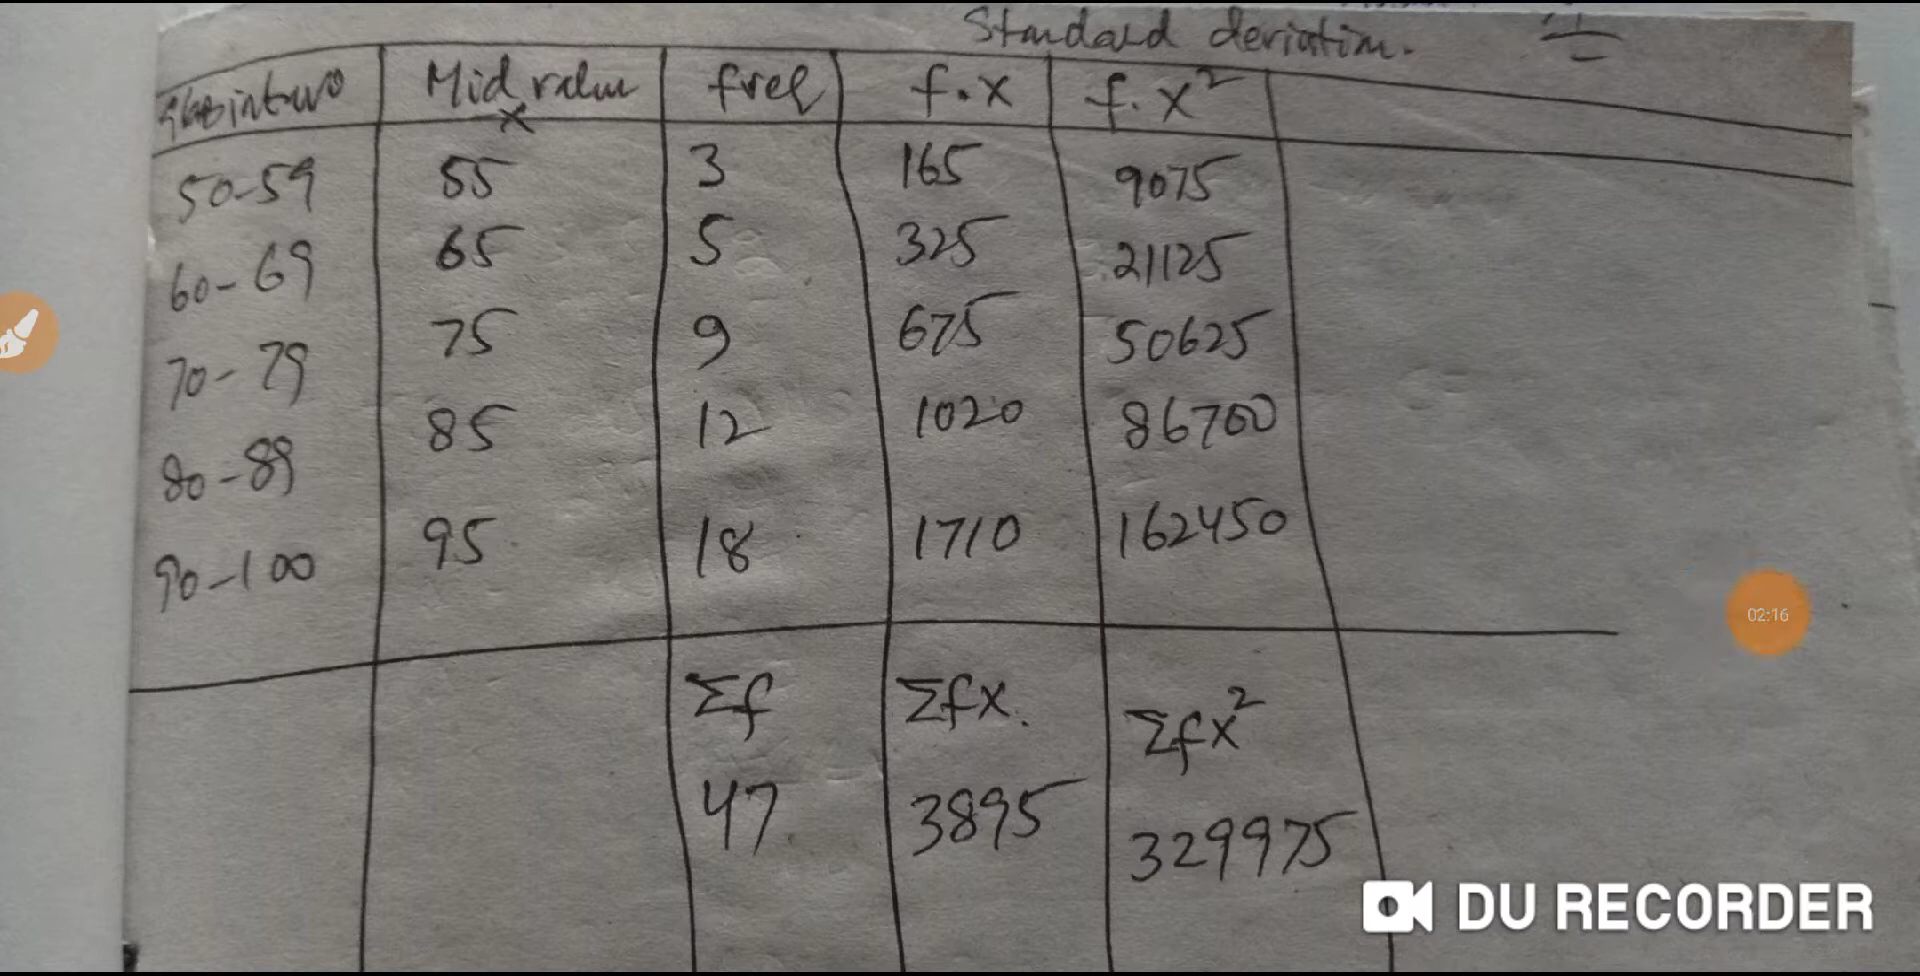 Standard deviation.
Mid value x freq f.x f.x²
50-59 55 3 165 9075
60-69 65 5 325 21125
70-79 75 9 675 50625
80-89 85 12 1020 86700
90-100 95 18 1710 162450
Σf Σfx. Σfx²
47 3895 329975
02:16
DU RECORDER